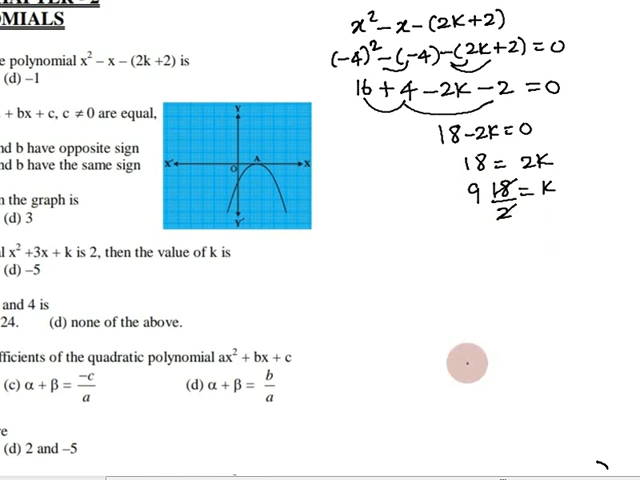 OMIALS
x² – x – (2K+2)
(–4)² – (–4) – (2K+2) = 0
e polynomial x² – x – (2k +2) is
(d) –1
16 + 4 – 2K – 2 = 0
+ bx + c, c ≠ 0 are equal,
18 – 2K = 0
nd b have opposite sign
nd b have the same sign
18 = 2K
9 18/2 = K
Y
A
X'
O
X
Y'
n the graph is
(d) 3
al x² +3x + k is 2, then the value of k is
(d) –5
and 4 is
24. (d) none of the above.
fficients of the quadratic polynomial ax² + bx + c
(c) α + β = –c/a (d) α + β = b/a
re
(d) 2 and –5